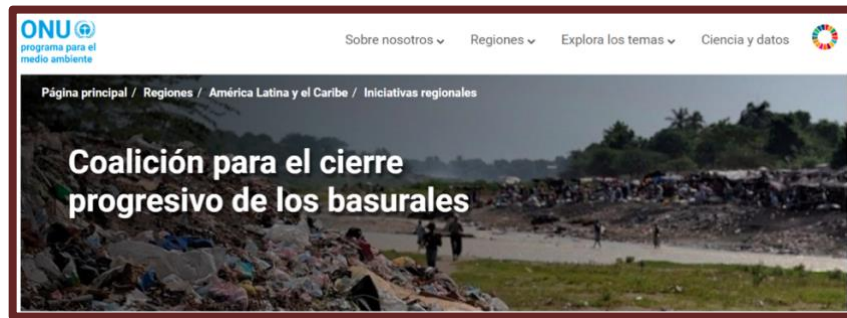 ONU
programa para el
medio ambiente
Sobre nosotros
Regiones
Explora los temas
Ciencia y datos
Página principal / Regiones / América Latina y el Caribe / Iniciativas regionales
Coalición para el cierre
progresivo de los basurales